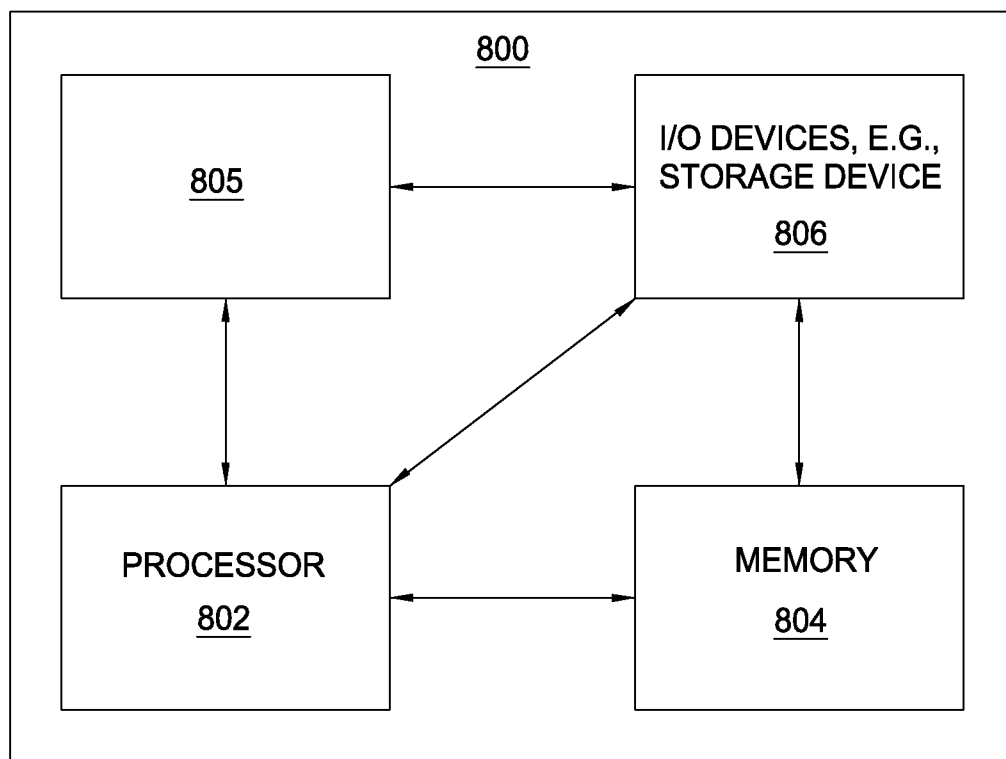 800
805
I/O DEVICES, E.G.,
STORAGE DEVICE
806
PROCESSOR
802
MEMORY
804